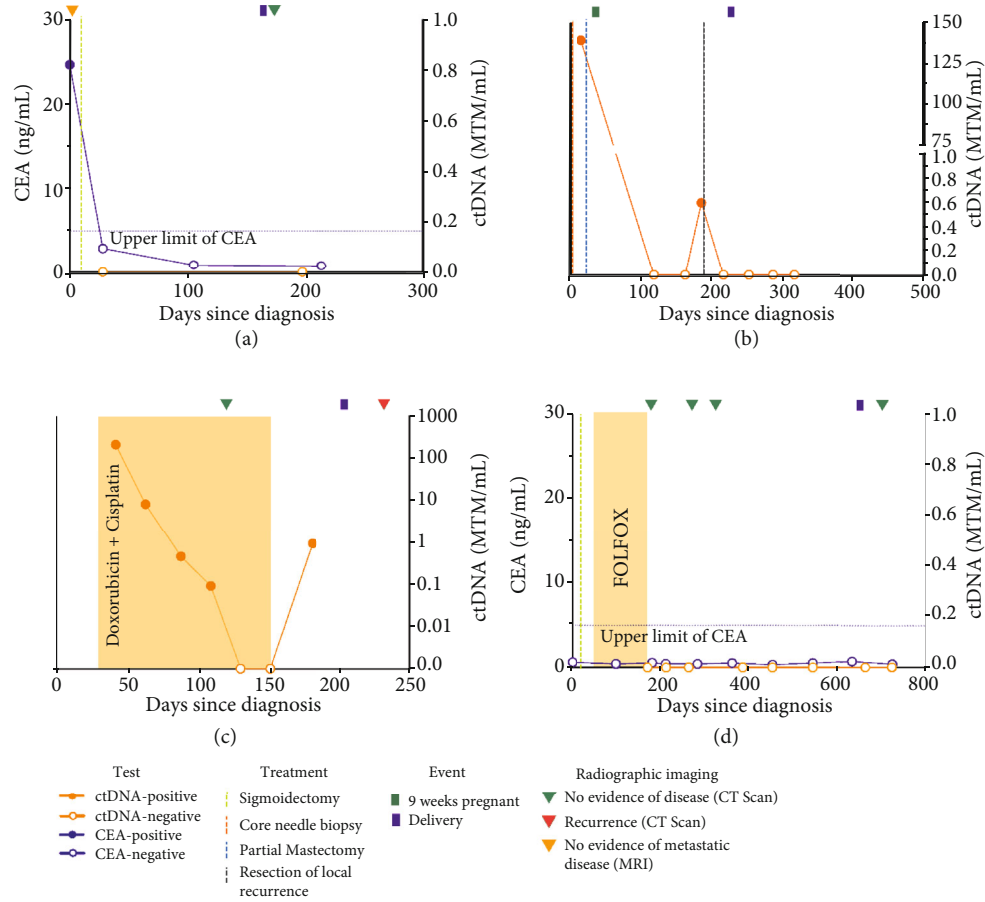 30
20
10
0
CEA (ng/mL)
Upper limit of CEA
1.0
0.8
0.6
0.4
0.2
0.0
ctDNA (MTM/mL)
0 100 200 300
Days since diagnosis
(a)
150
125
100
75
1.0
0.8
0.6
0.4
0.2
0.0
ctDNA (MTM/mL)
0 100 200 300 400 500
Days since diagnosis
(b)
Doxorubicin + Cisplatin
1000
100
10
1
0.1
0.01
0.0
ctDNA (MTM/mL)
0 50 100 150 200 250
Days since diagnosis
(c)
30
20
10
0
CEA (ng/mL)
FOLFOX
Upper limit of CEA
1.0
0.8
0.6
0.4
0.2
0.0
ctDNA (MTM/mL)
0 200 400 600 800
Days since diagnosis
(d)
Test
ctDNA-positive
ctDNA-negative
CEA-positive
CEA-negative
Treatment
Sigmoidectomy
Core needle biopsy
Partial Mastectomy
Resection of local
recurrence
Event
9 weeks pregnant
Delivery
Radiographic imaging
No evidence of disease (CT Scan)
Recurrence (CT Scan)
No evidence of metastatic
disease (MRI)